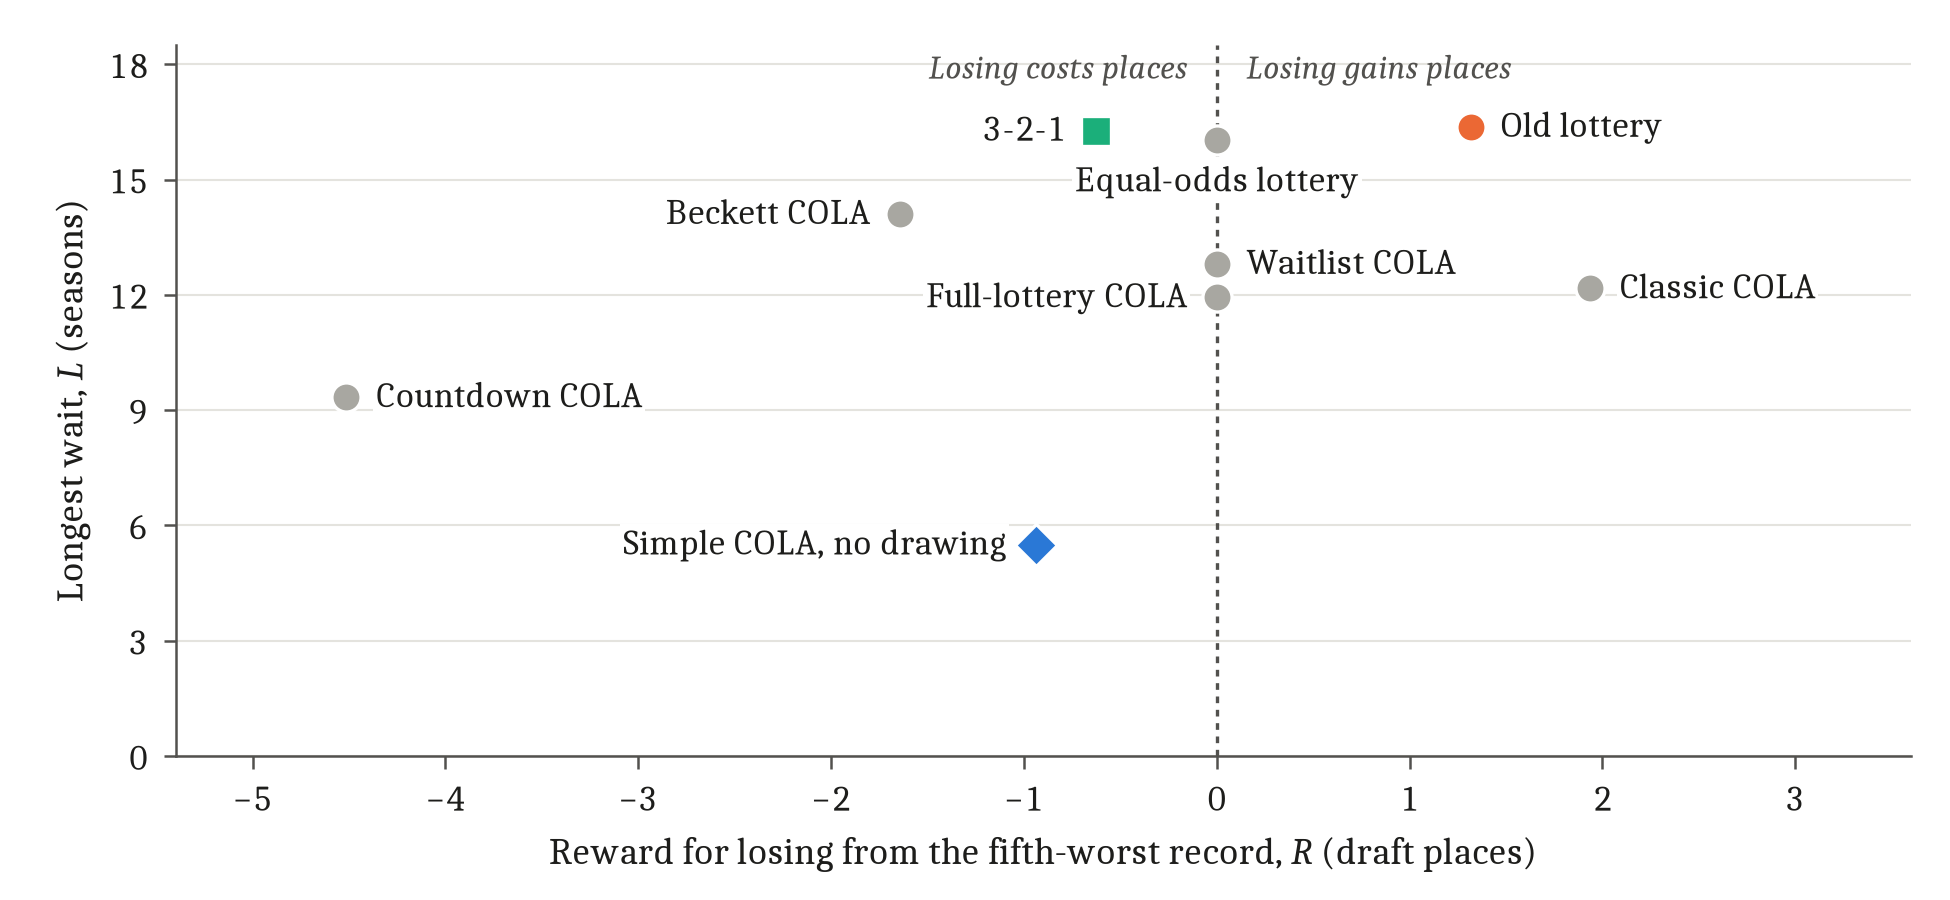 18
Losing costs places
Losing gains places
3-2-1
Old lottery
15
Equal-odds lottery
Beckett COLA
Waitlist COLA
12
Full-lottery COLA
Classic COLA
Countdown COLA
9
6
Simple COLA, no drawing
3
0
Longest wait, L (seasons)
−5 −4 −3 −2 −1 0 1 2 3
Reward for losing from the fifth-worst record, R (draft places)